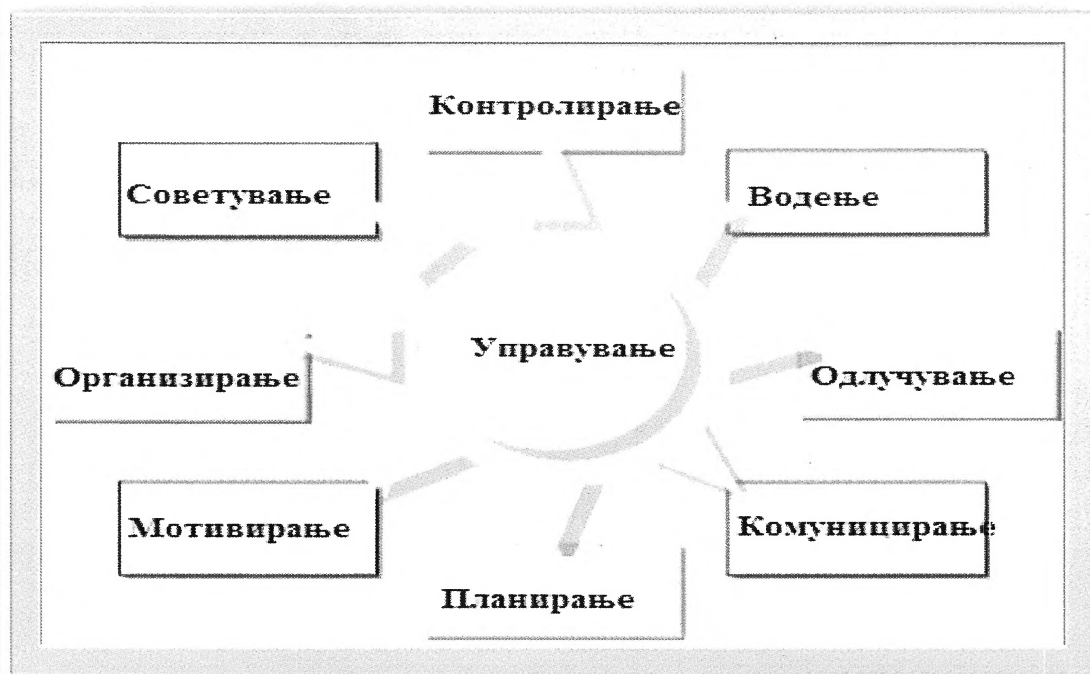 Контролирање
Советување
Водење
Управување
Организирање
Одлучување
Мотивирање
Комуницирање
Планирање